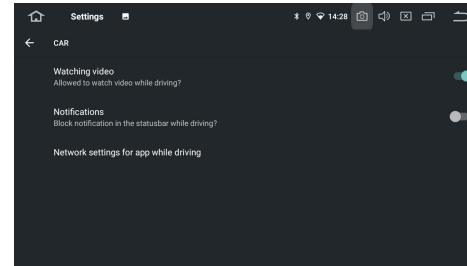 Settings 14:28
CAR
Watching video
Allowed to watch video while driving?
Notifications
Block notification in the statusbar while driving?
Network settings for app while driving